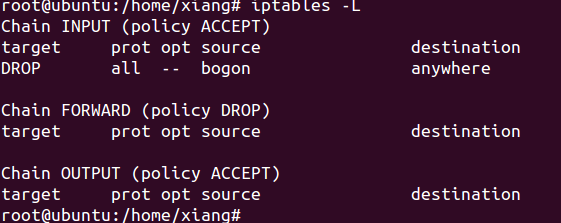 root@ubuntu:/home/xiang# iptables -L
Chain INPUT (policy ACCEPT)
target     prot opt source               destination
DROP       all  --  bogon                anywhere

Chain FORWARD (policy DROP)
target     prot opt source               destination

Chain OUTPUT (policy ACCEPT)
target     prot opt source               destination
root@ubuntu:/home/xiang#